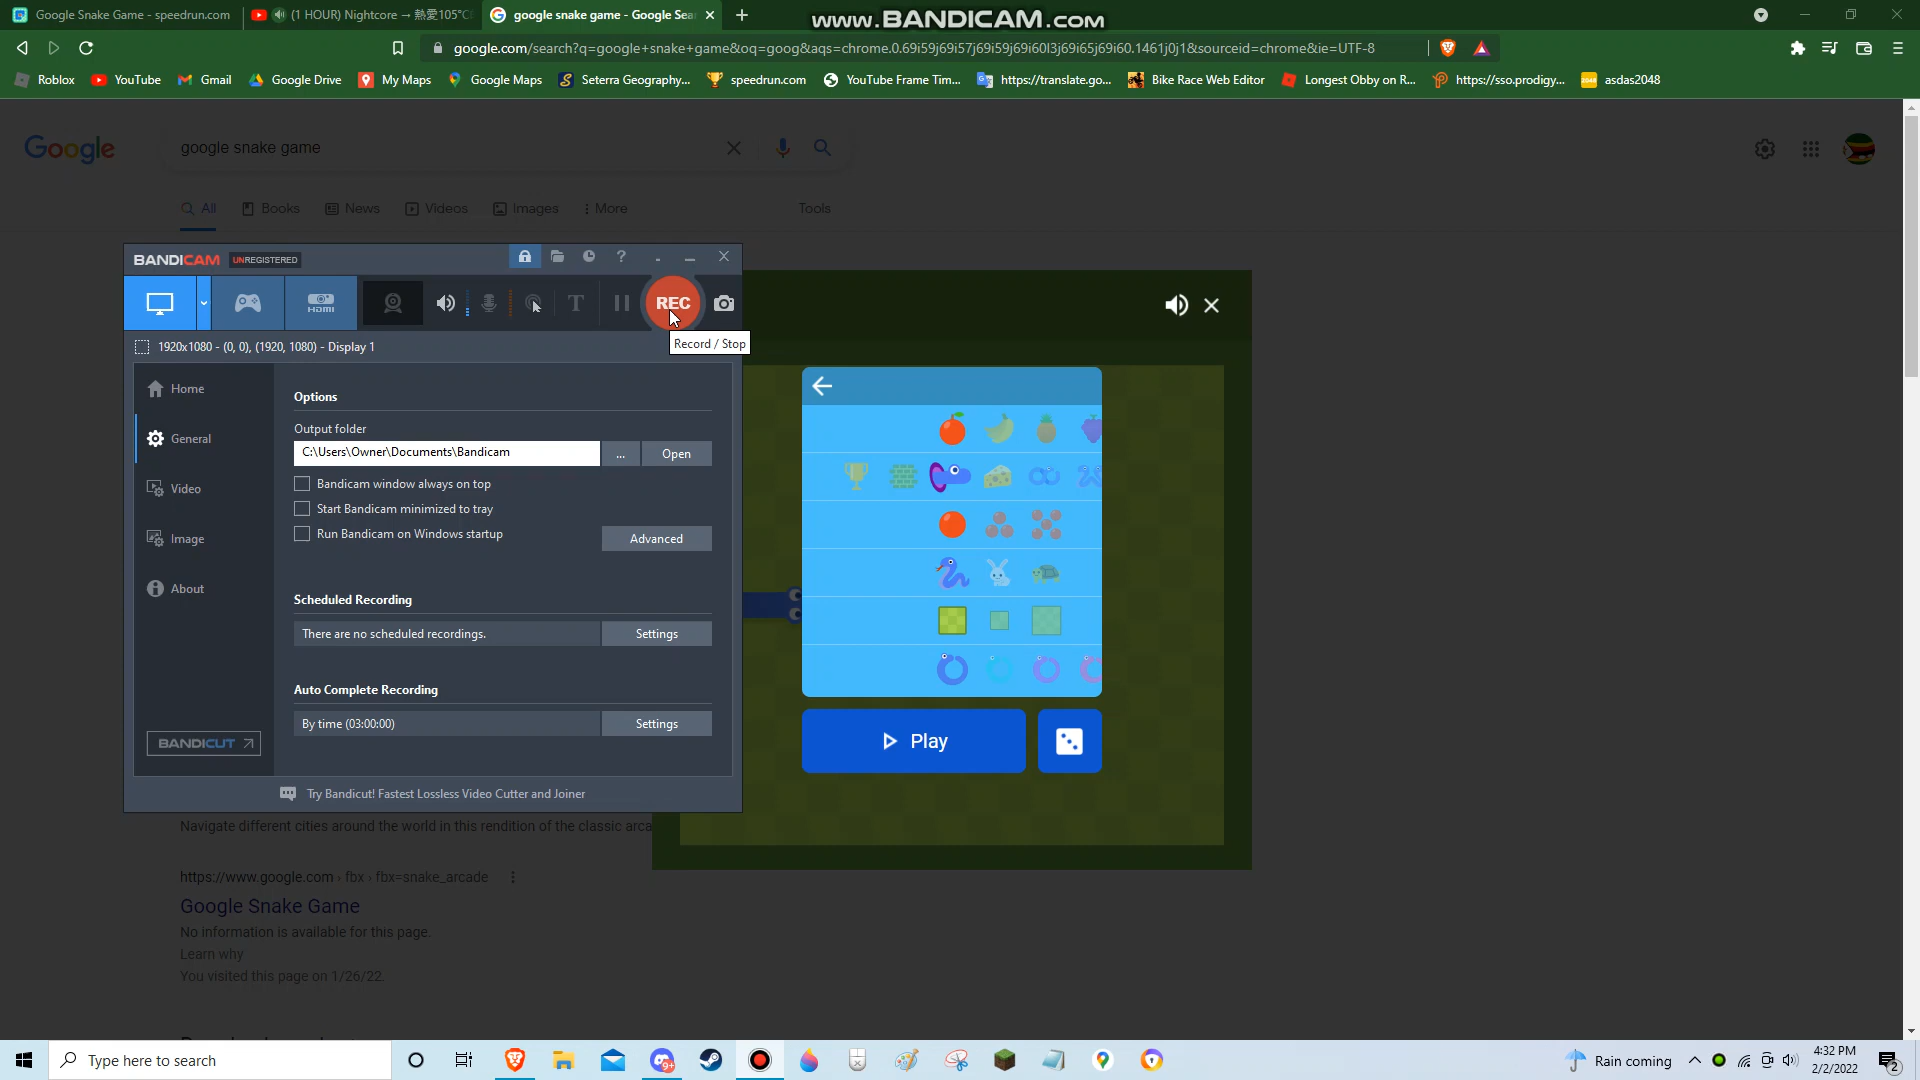 Google Snake Game - speedrun.com
(1 HOUR) Nightcore → 熱愛105°C
google snake game - Google Sea
www.BANDICAM.com
google.com/search?q=google+snake+game&oq=goog&aqs=chrome.0.69i59j69i57j69i59j69i60l3j69i65j69i60.1461j0j1&sourceid=chrome&ie=UTF-8
Roblox
YouTube
Gmail
Google Drive
My Maps
Google Maps
Seterra Geography...
speedrun.com
YouTube Frame Tim...
https://translate.go...
Bike Race Web Editor
Longest Obby on R...
https://sso.prodigy...
asdas2048
Google
google snake game
All
Books
News
Videos
Images
More
Tools
BANDICAM UNREGISTERED
HDMI
REC
Record / Stop
1920x1080 - (0, 0), (1920, 1080) - Display 1
Home
General
Video
Image
About
BANDICUT
Options
Output folder
C:\Users\Owner\Documents\Bandicam
...
Open
Bandicam window always on top
Start Bandicam minimized to tray
Run Bandicam on Windows startup
Advanced
Scheduled Recording
There are no scheduled recordings.
Settings
Auto Complete Recording
By time (03:00:00)
Settings
Try Bandicut! Fastest Lossless Video Cutter and Joiner
Play
Navigate different cities around the world in this rendition of the classic arca
https://www.google.com › fbx › fbx=snake_arcade
Google Snake Game
No information is available for this page.
Learn why
You visited this page on 1/26/22.
Type here to search
9+
Rain coming
4:32 PM
2/2/2022
2